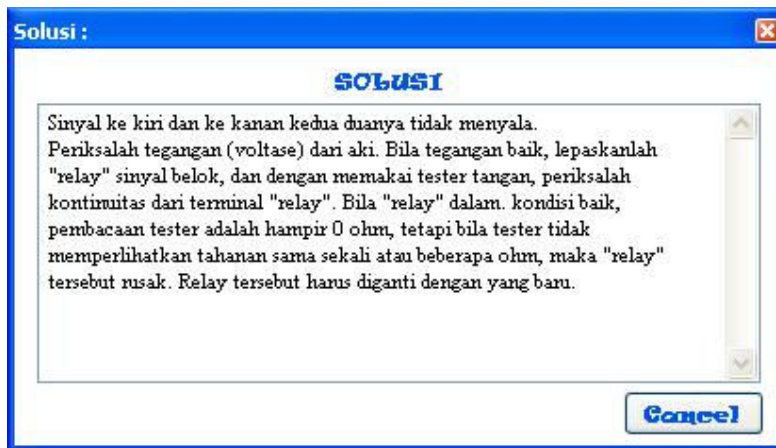 Solusi :
SOLUSI
Sinyal ke kiri dan ke kanan kedua duanya tidak menyala.
Periksalah tegangan (voltase) dari aki. Bila tegangan baik, lepaskanlah
"relay" sinyal belok, dan dengan memakai tester tangan, periksalah
kontinuitas dari terminal "relay". Bila "relay" dalam. kondisi baik,
pembacaan tester adalah hampir 0 ohm, tetapi bila tester tidak
memperlihatkan tahanan sama sekali atau beberapa ohm, maka "relay"
tersebut rusak. Relay tersebut harus diganti dengan yang baru.
Cancel